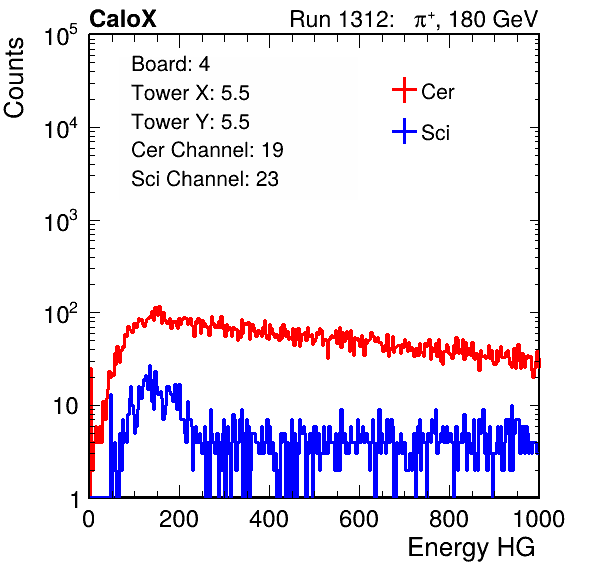 CaloX Run 1312: π⁺, 180 GeV
Counts
Board: 4
Tower X: 5.5
Tower Y: 5.5
Cer Channel: 19
Sci Channel: 23
Cer
Sci
10⁵
10⁴
10³
10²
10
1
0 200 400 600 800 1000
Energy HG